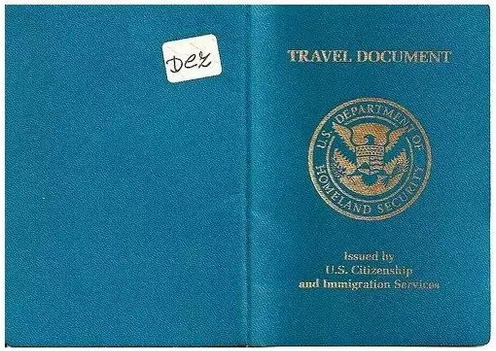 Dez
TRAVEL DOCUMENT
U.S. DEPARTMENT OF
HOMELAND SECURITY
Issued by
U.S. Citizenship
and Immigration Services